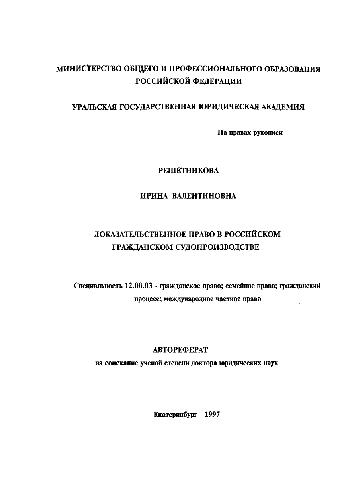 МИНИСТЕРСТВО ОБЩЕГО И ПРОФЕССИОНАЛЬНОГО ОБРАЗОВАНИЯ
РОССИЙСКОЙ ФЕДЕРАЦИИ
УРАЛЬСКАЯ ГОСУДАРСТВЕННАЯ ЮРИДИЧЕСКАЯ АКАДЕМИЯ
На правах рукописи
РЕШЕТНИКОВА
ИРИНА ВАЛЕНТИНОВНА
ДОКАЗАТЕЛЬСТВЕННОЕ ПРАВО В РОССИЙСКОМ
ГРАЖДАНСКОМ СУДОПРОИЗВОДСТВЕ
Специальность 12.00.03 - гражданское право; семейное право; гражданский
процесс; международное частное право
АВТОРЕФЕРАТ
на соискание ученой степени доктора юридических наук
Екатеринбург 1997